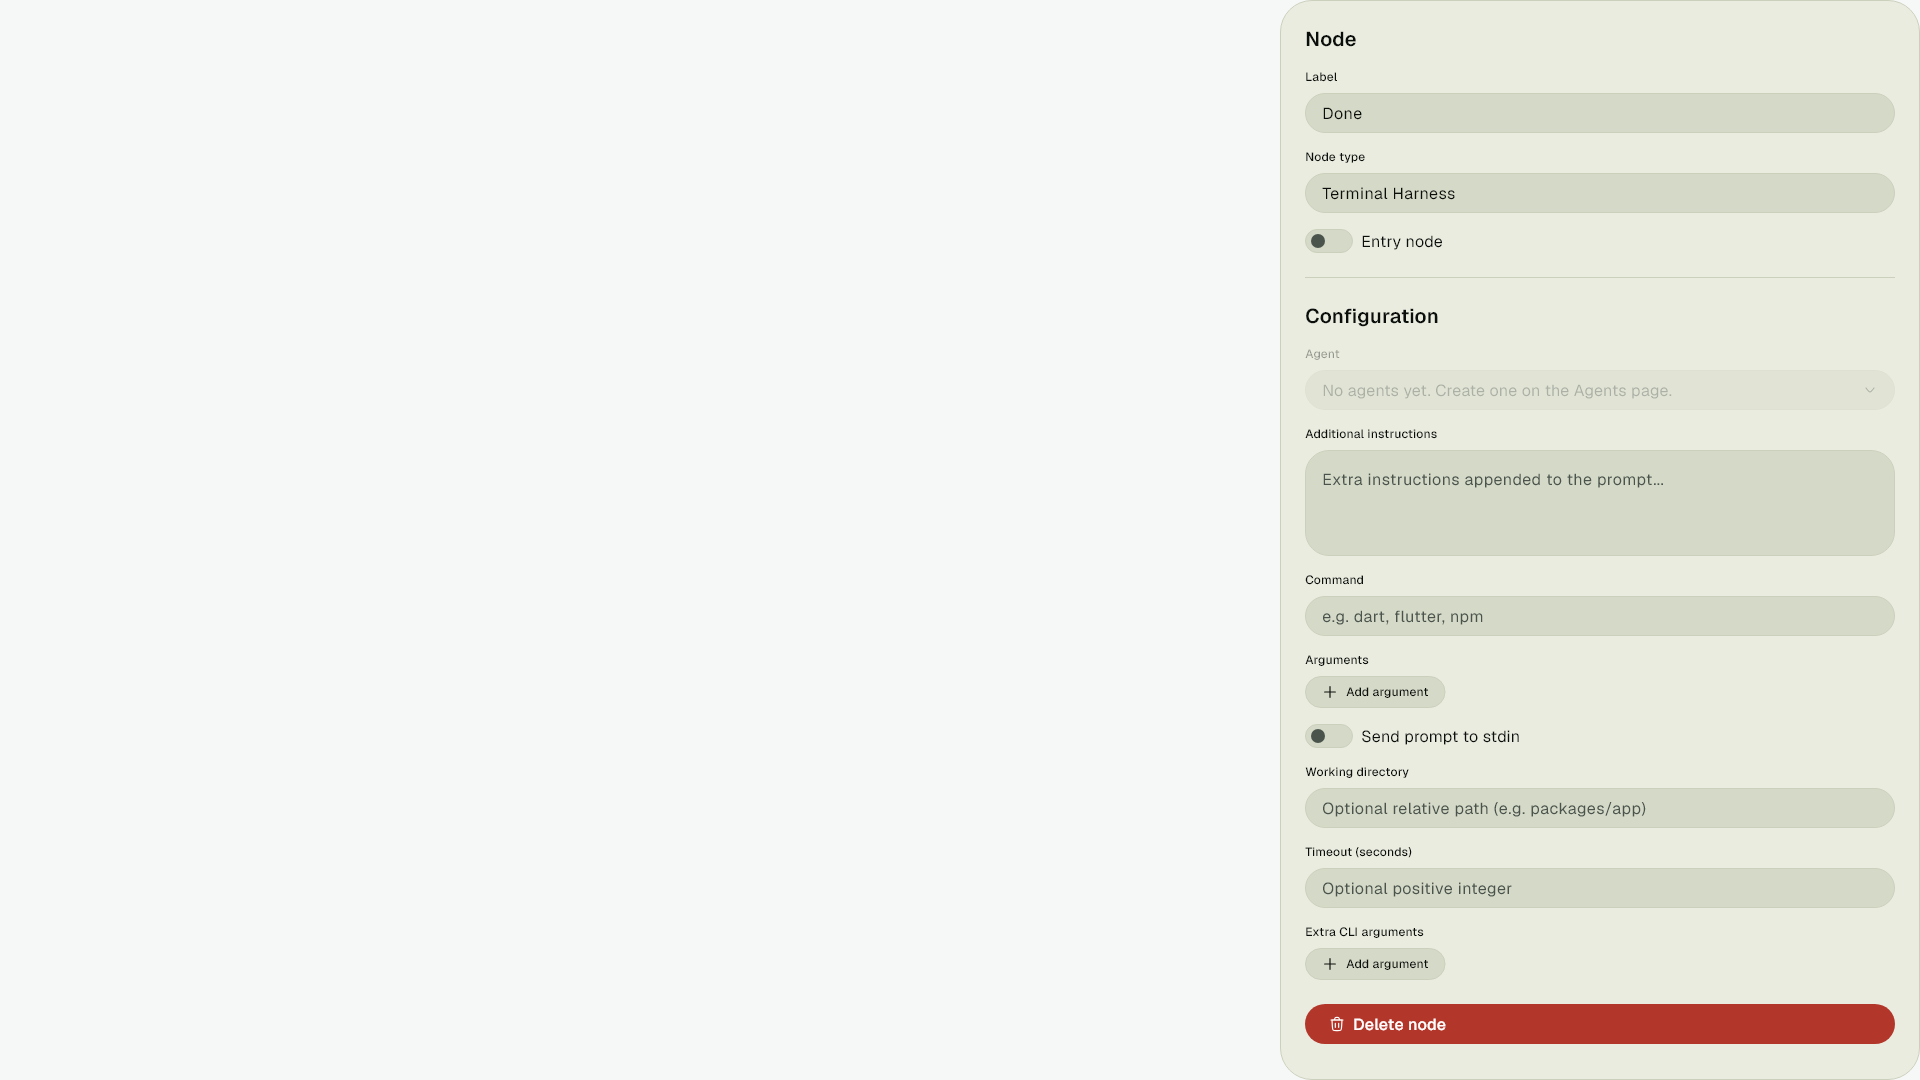 Node
Label
Done
Node type
Terminal Harness
Entry node
Configuration
Agent
No agents yet. Create one on the Agents page.
Additional instructions
Extra instructions appended to the prompt...
Command
e.g. dart, flutter, npm
Arguments
Add argument
Send prompt to stdin
Working directory
Optional relative path (e.g. packages/app)
Timeout (seconds)
Optional positive integer
Extra CLI arguments
Add argument
Delete node